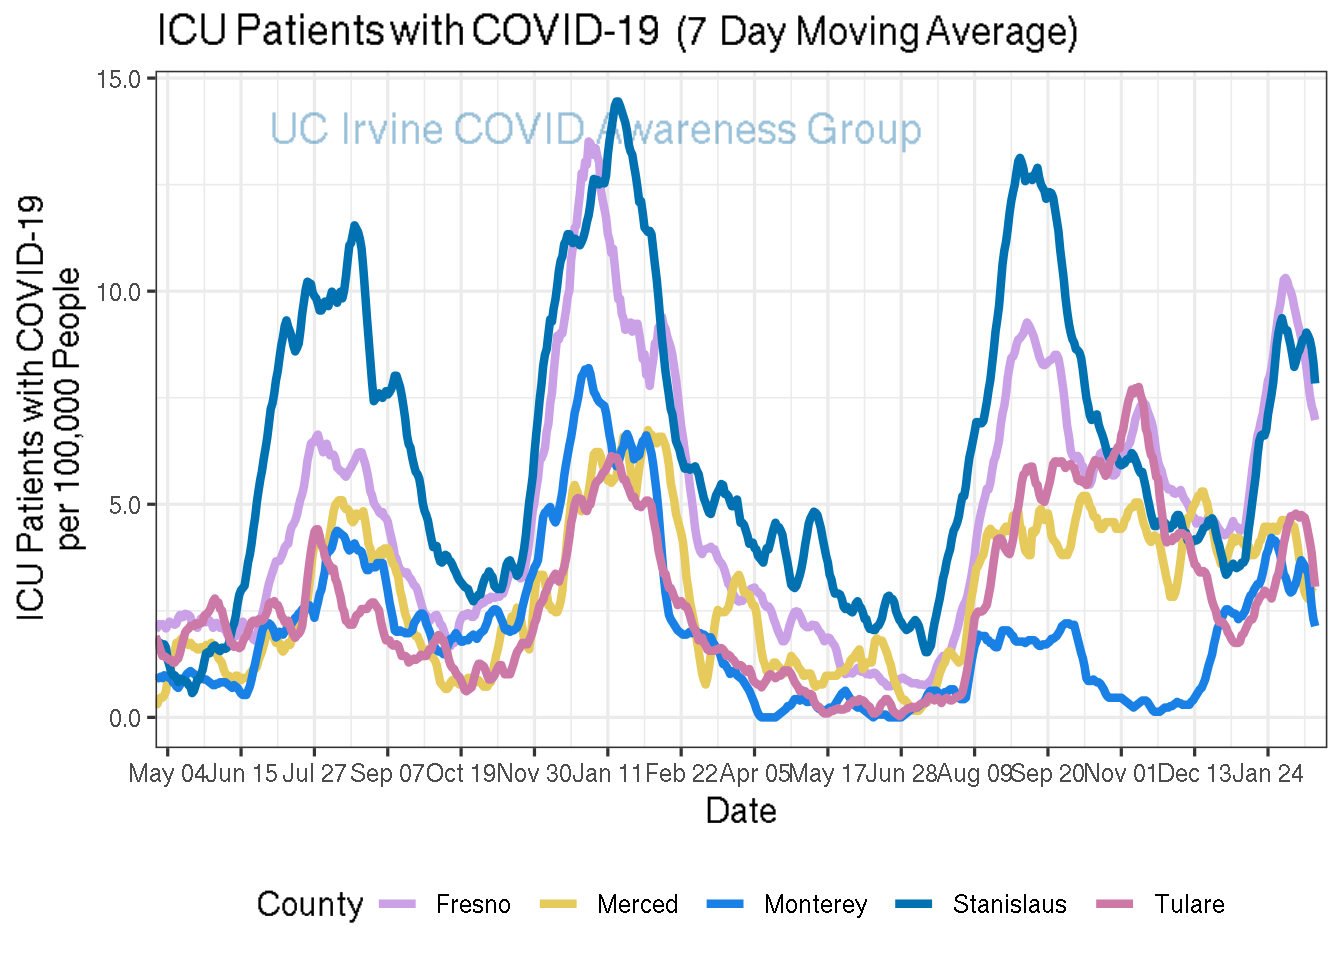 ICU Patients with COVID-19 (7 Day Moving Average)
15.0
UC Irvine COVID Awareness Group
ICU Patients with COVID-19
per 100,000 People
10.0
5.0
0.0
May 04 Jun 15 Jul 27 Sep 07 Oct 19 Nov 30 Jan 11 Feb 22 Apr 05 May 17 Jun 28 Aug 09 Sep 20 Nov 01 Dec 13 Jan 24
Date
County Fresno Merced Monterey Stanislaus Tulare